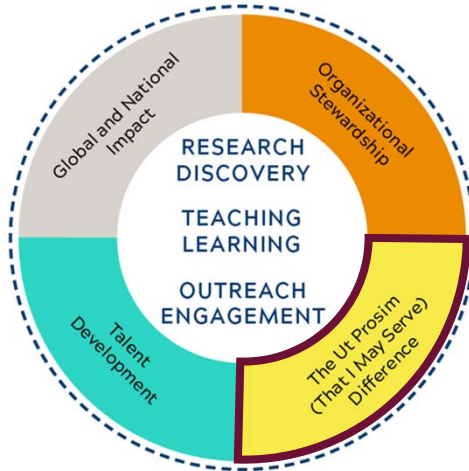 Global and National
Impact
Organizational
Stewardship
RESEARCH
DISCOVERY
TEACHING
LEARNING
OUTREACH
ENGAGEMENT
Talent
Development
The Ut Prosim
(That I May Serve)
Difference